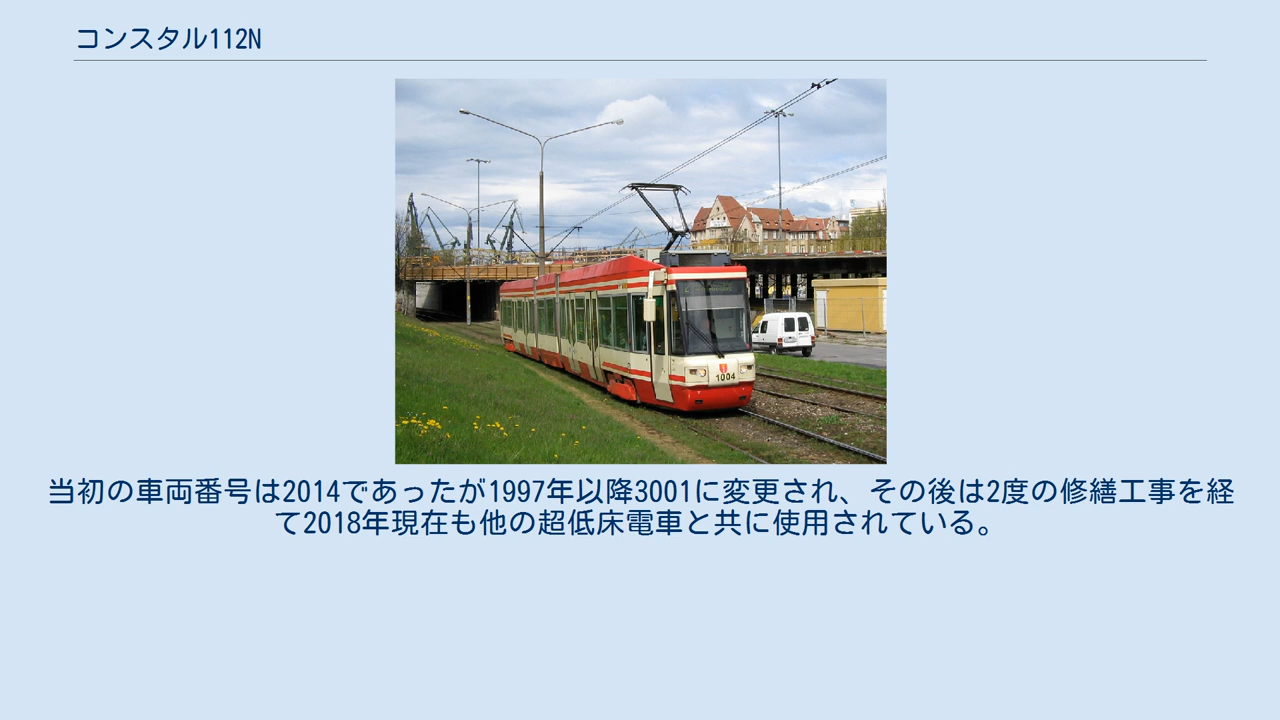 コンスタル112N
1004
当初の車両番号は2014であったが1997年以降3001に変更され、その後は2度の修繕工事を経
て2018年現在も他の超低床電車と共に使用されている。